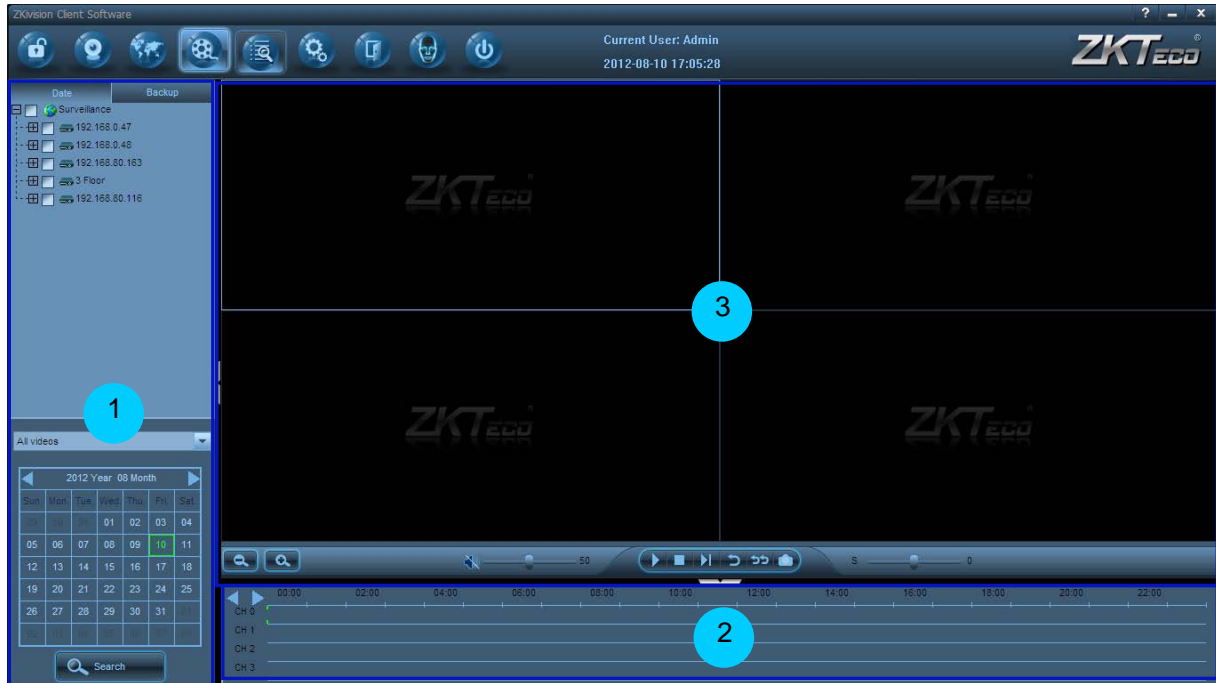 ZKivision Client Software
? – x
Current User: Admin
2012-08-10 17:05:28
ZKTECO ®
Date Backup
Surveillance
192.168.0.47
192.168.0.48
192.168.80.163
3 Floor
192.168.80.116
ZKTECO
ZKTECO
3
1
ZKTECO
ZKTECO
All videos
2012 Year 08 Month
Sun. Mon. Tue. Wed. Thu. Fri. Sat.
01 02 03 04
05 06 07 08 09 10 11
12 13 14 15 16 17 18
19 20 21 22 23 24 25
26 27 28 29 30 31
Search
50 S 0
00:00 02:00 04:00 06:00 08:00 10:00 12:00 14:00 16:00 18:00 20:00 22:00
CH 0
CH 1
2
CH 2
CH 3